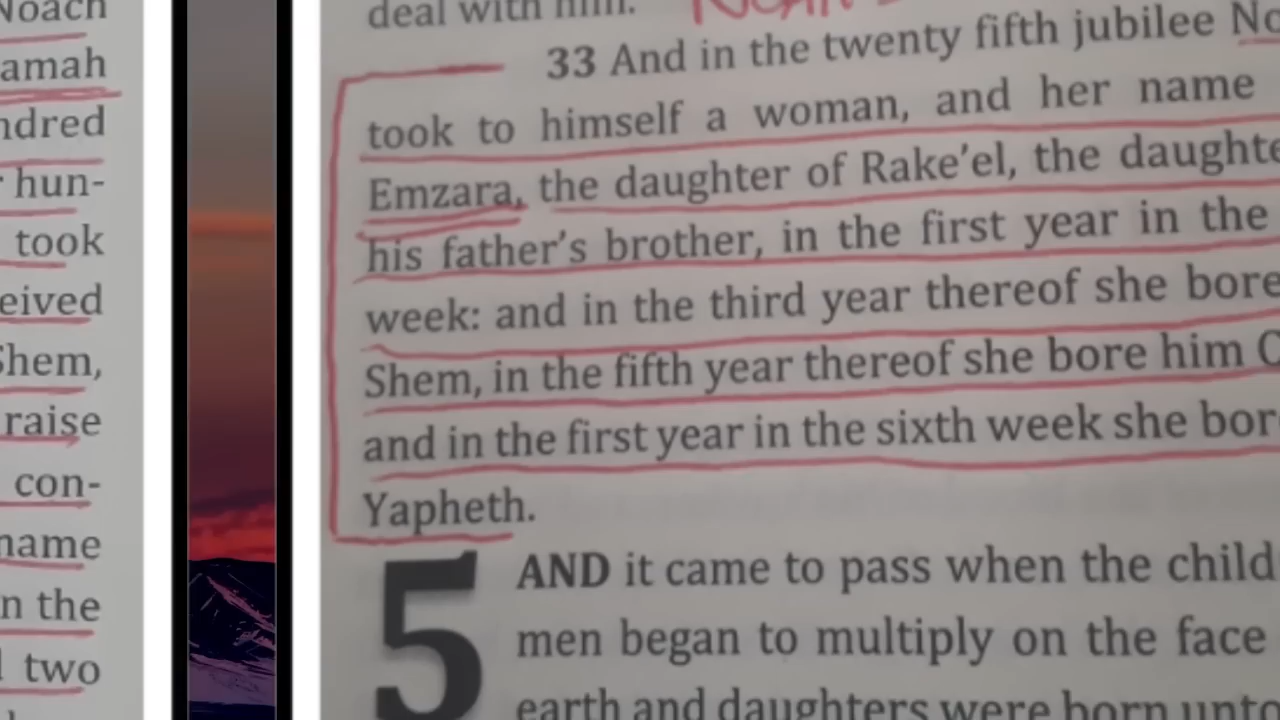 Noach
amah
ndred
hun-
took
eived
Shem,
raise
con-
name
n the
two
deal with him.
33 And in the twenty fifth jubilee No
took to himself a woman, and her name
Emzara, the daughter of Rake'el, the daughte
his father's brother, in the first year in the
week: and in the third year thereof she bore
Shem, in the fifth year thereof she bore him
and in the first year in the sixth week she bor
Yapheth.
5 AND it came to pass when the child
men began to multiply on the face
earth and daughters were born unto